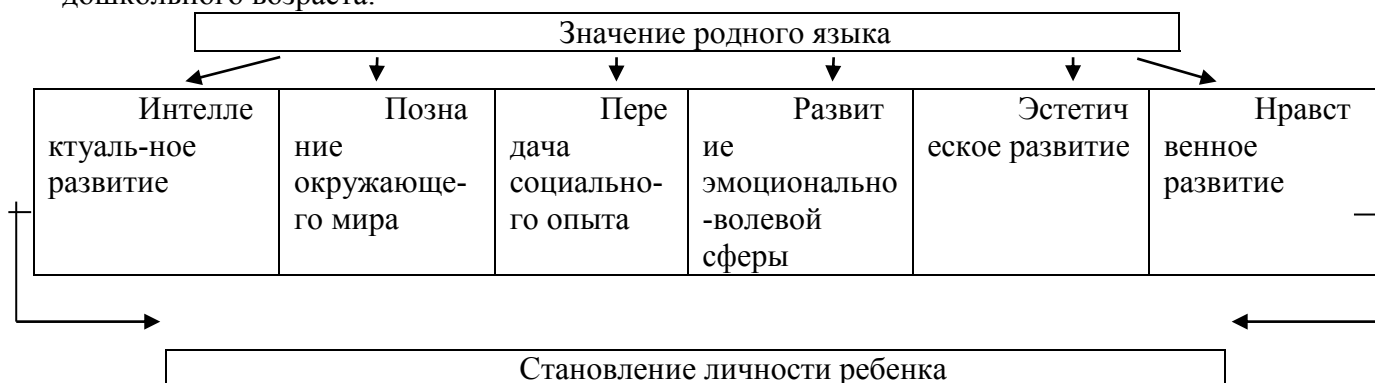 дошкольного возраста.
Значение родного языка
Интелле
ктуаль-ное
развитие
Позна
ние
окружающе-
го мира
Пере
дача
социально-
го опыта
Развит
ие
эмоционально
-волевой
сферы
Эстетич
еское развитие
Нравст
венное
развитие
Становление личности ребенка